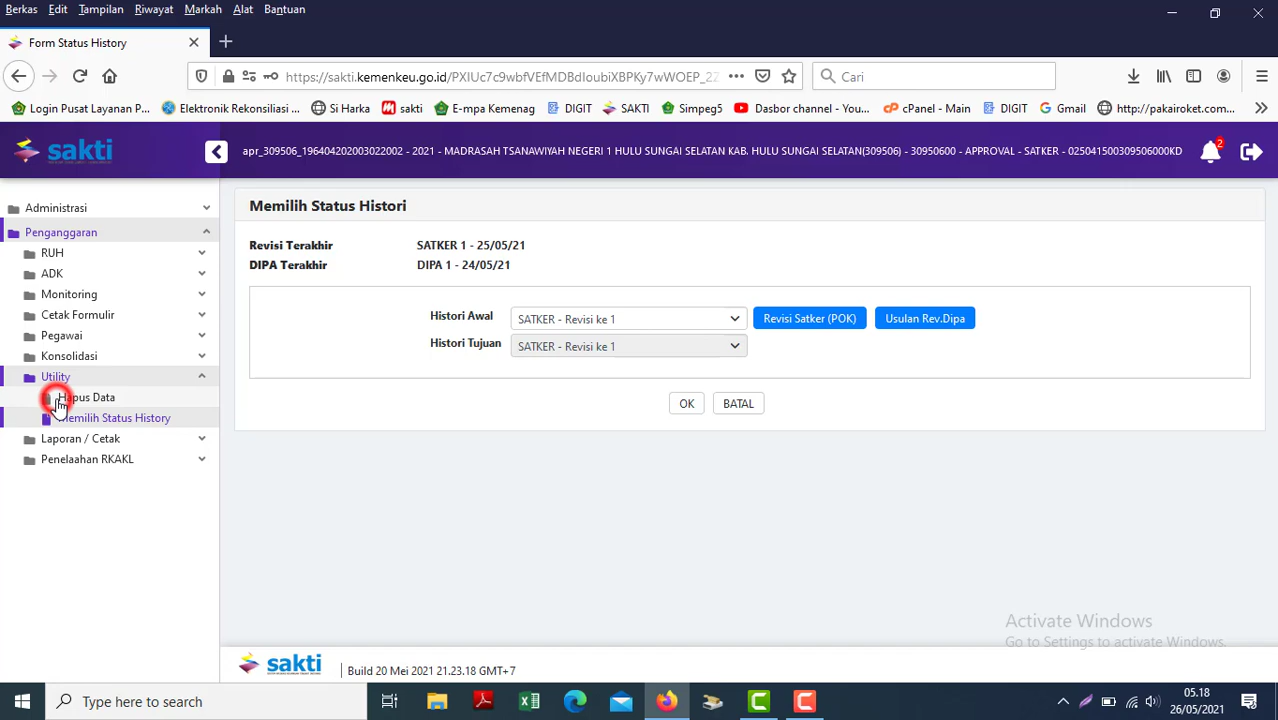 Berkas Edit Tampilan Riwayat Markah Alat Bantuan
Form Status History
https://sakti.kemenkeu.go.id/PXIUc7c9wbfVEfMDBdIoubiXBPKy7wWOEP_2Z
Cari
Login Pusat Layanan P... Elektronik Rekonsiliasi ... Si Harka sakti E-mpa Kemenag DIGIT SAKTI Simpeg5 Dasbor channel - You... cPanel - Main DIGIT Gmail http://pakairoket.com...
sakti
apr_309506_196404202003022002 - 2021 - MADRASAH TSANAWIYAH NEGERI 1 HULU SUNGAI SELATAN KAB. HULU SUNGAI SELATAN(309506) - 30950600 - APPROVAL - SATKER - 025041500309506000KD
2
Administrasi
Penganggaran
RUH
ADK
Monitoring
Cetak Formulir
Pegawai
Konsolidasi
Utility
Hapus Data
Memilih Status History
Laporan / Cetak
Penelaahan RKAKL
Memilih Status Histori
Revisi Terakhir SATKER 1 - 25/05/21
DIPA Terakhir DIPA 1 - 24/05/21
Histori Awal SATKER - Revisi ke 1 Revisi Satker (POK) Usulan Rev.Dipa
Histori Tujuan SATKER - Revisi ke 1
OK BATAL
Activate Windows
Go to Settings to activate Windows.
sakti Build 20 Mei 2021 21.23.18 GMT+7
Type here to search
05.18
26/05/2021